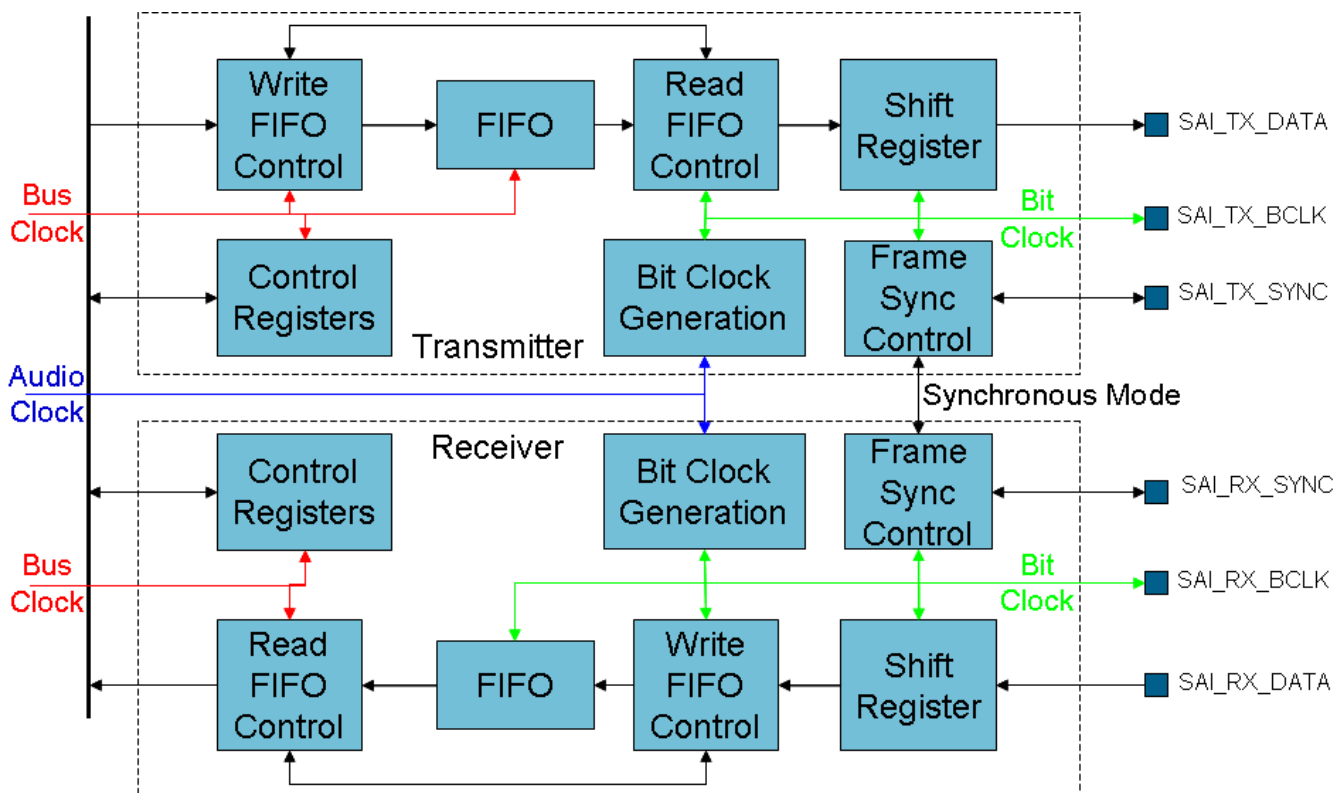 Write
FIFO
Control
FIFO
Read
FIFO
Control
Shift
Register
SAI_TX_DATA
Bus
Clock
Bit
Clock
SAI_TX_BCLK
Control
Registers
Bit Clock
Generation
Frame
Sync
Control
SAI_TX_SYNC
Transmitter
Audio
Clock
Synchronous Mode
Receiver
Control
Registers
Bit Clock
Generation
Frame
Sync
Control
SAI_RX_SYNC
Bus
Clock
Bit
Clock
SAI_RX_BCLK
Read
FIFO
Control
FIFO
Write
FIFO
Control
Shift
Register
SAI_RX_DATA